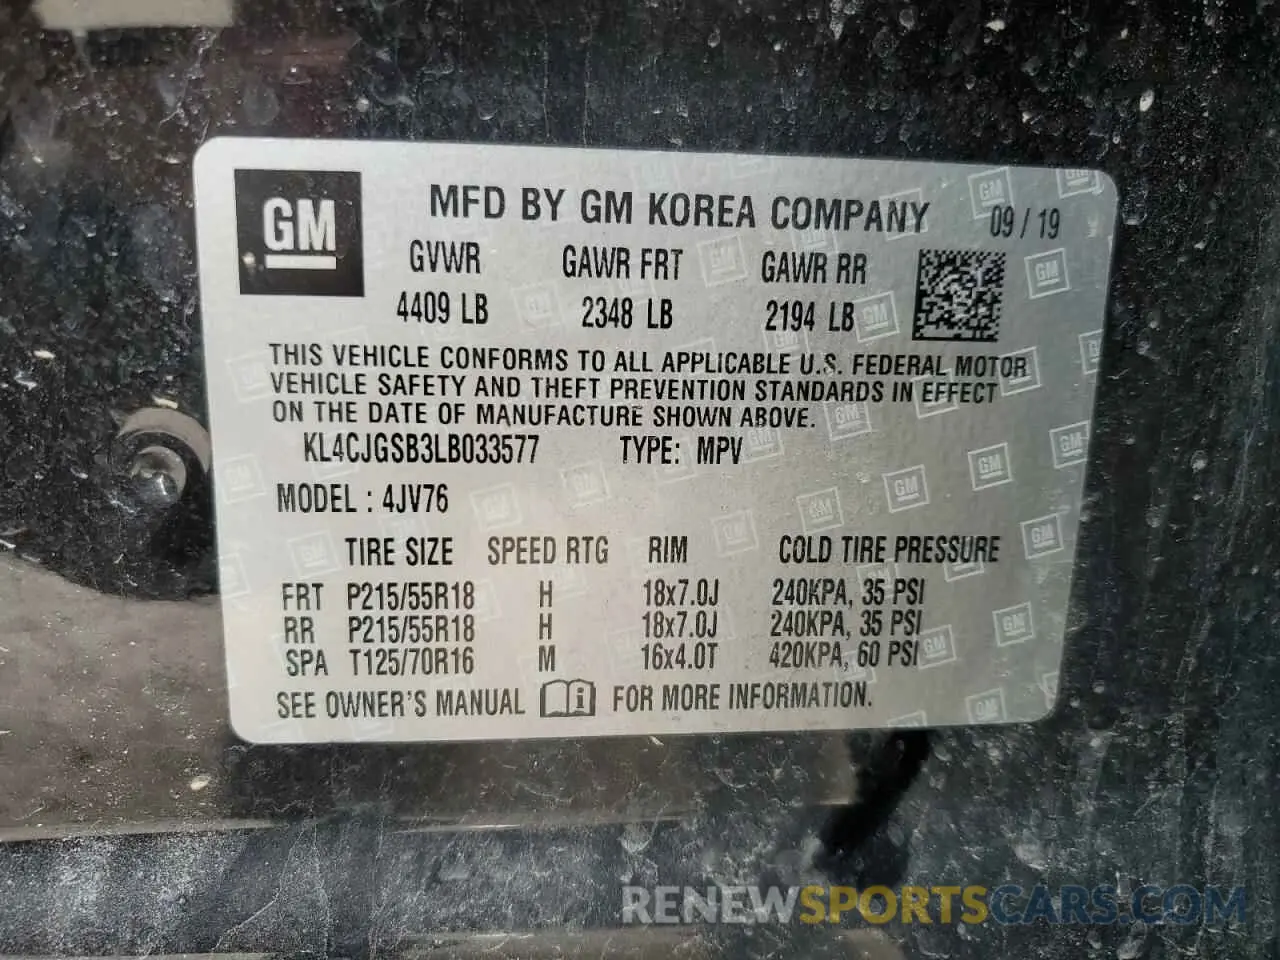 GM
MFD BY GM KOREA COMPANY 09 / 19
GVWR GAWR FRT GAWR RR
4409 LB 2348 LB 2194 LB
THIS VEHICLE CONFORMS TO ALL APPLICABLE U.S. FEDERAL MOTOR
VEHICLE SAFETY AND THEFT PREVENTION STANDARDS IN EFFECT
ON THE DATE OF MANUFACTURE SHOWN ABOVE.
KL4CJGSB3LB033577 TYPE: MPV
MODEL : 4JV76
TIRE SIZE SPEED RTG RIM COLD TIRE PRESSURE
FRT P215/55R18 H 18x7.0J 240KPA, 35 PSI
RR P215/55R18 H 18x7.0J 240KPA, 35 PSI
SPA T125/70R16 M 16x4.0T 420KPA, 60 PSI
SEE OWNER'S MANUAL i FOR MORE INFORMATION.
RENEWSPORTSCARS.COM